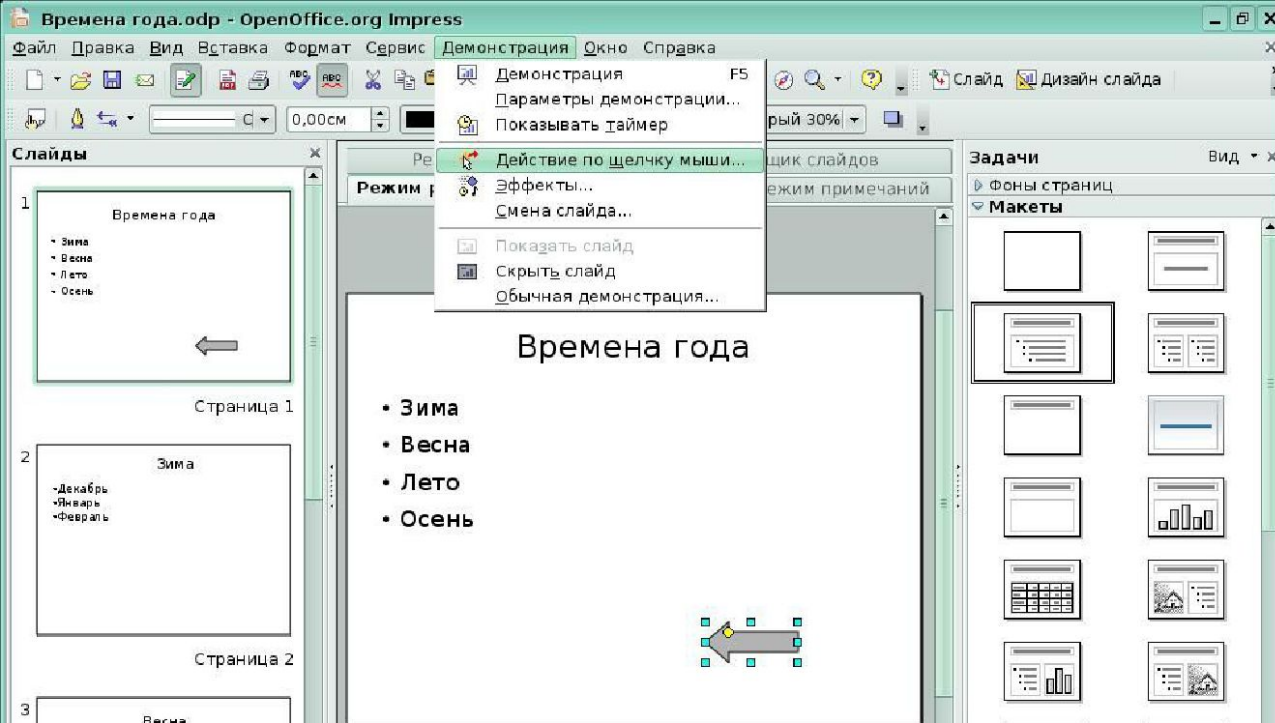 Времена года.odp - OpenOffice.org Impress
Файл Правка Вид Вставка Формат Сервис Демонстрация Окно Справка
Слайд Дизайн слайда
0,00см
рый 30%
Демонстрация F5
Параметры демонстрации...
Показывать таймер
Действие по щелчку мыши...
Эффекты...
Смена слайда...
Показать слайд
Скрыть слайд
Обычная демонстрация...
Слайды
Ре
щик слайдов
Режим р
ежим примечаний
1
Времена года
• Зима
• Весна
• Лето
• Осень
Страница 1
2
Зима
•Декабрь
•Январь
•Февраль
Страница 2
3
Весна
Времена года
• Зима
• Весна
• Лето
• Осень
Задачи Вид
Фоны страниц
Макеты